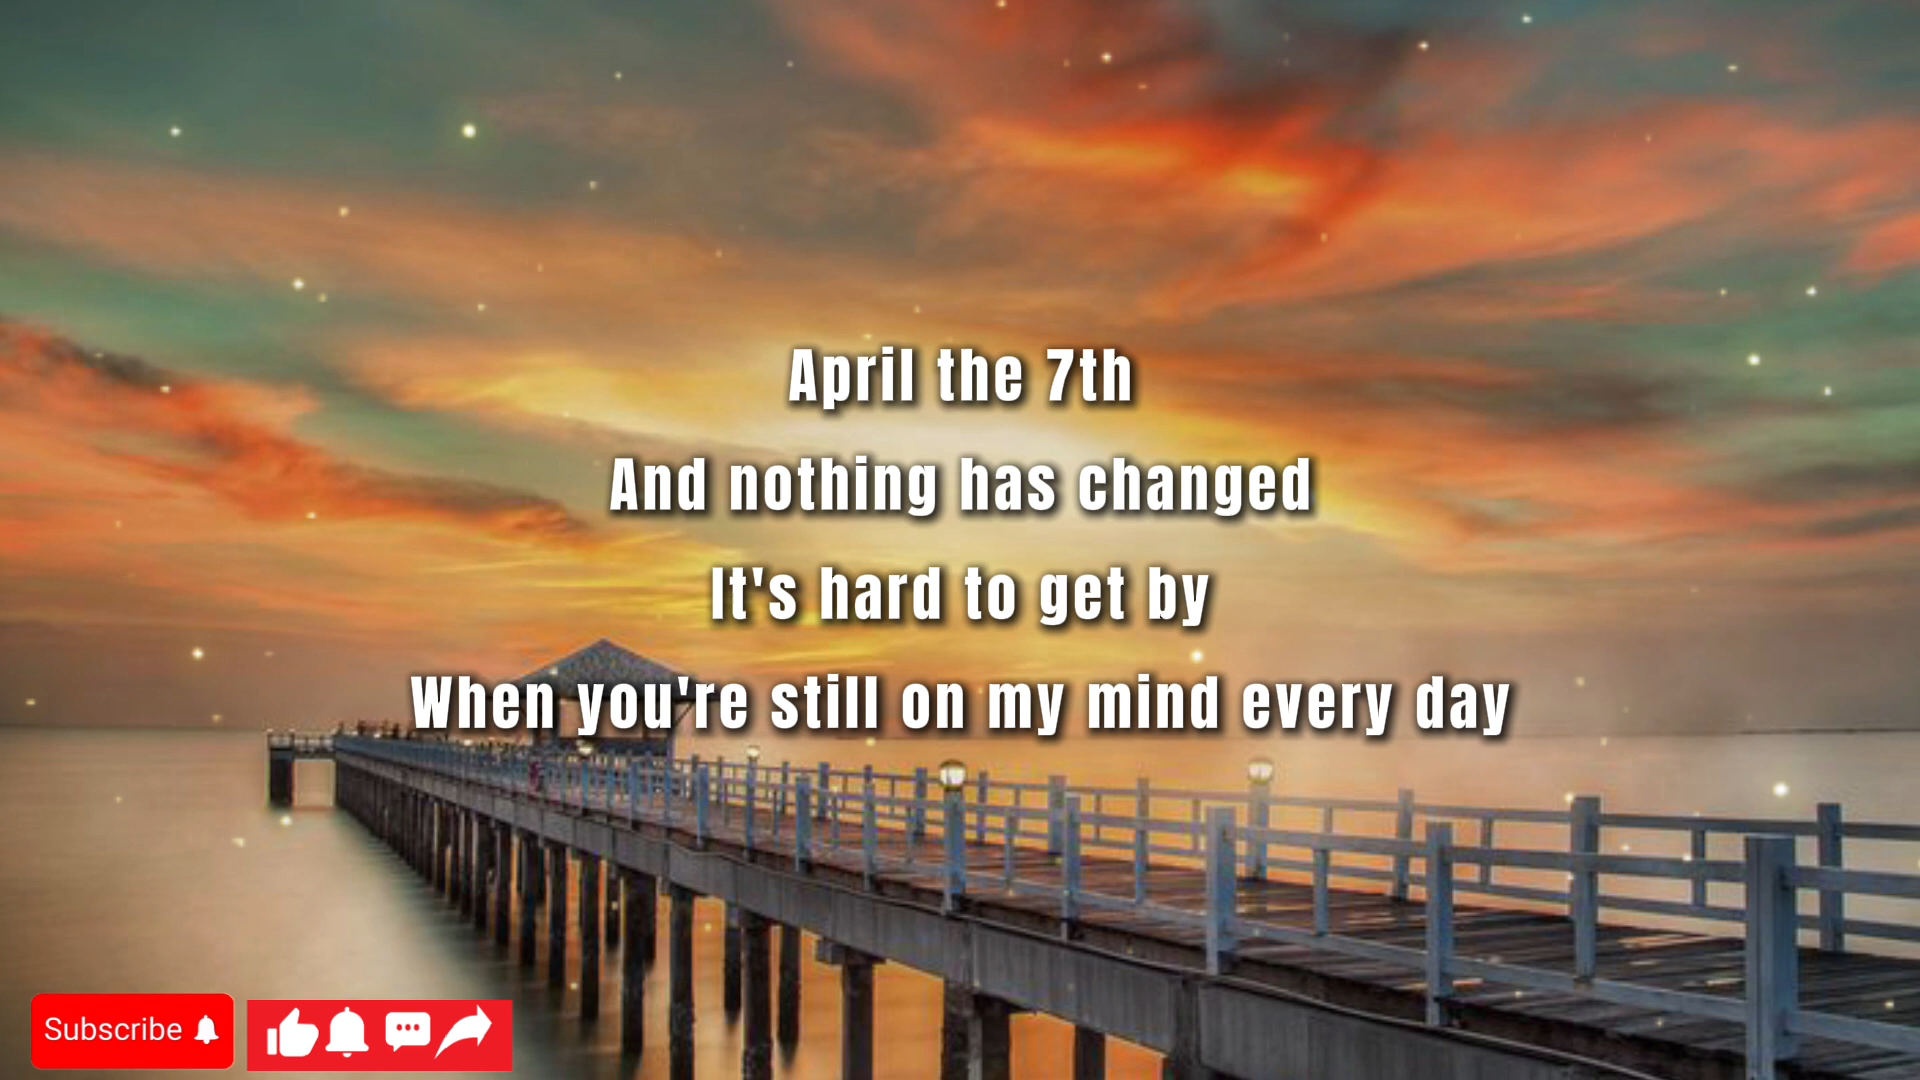 April the 7th
And nothing has changed
It's hard to get by
When you're still on my mind every day
Subscribe